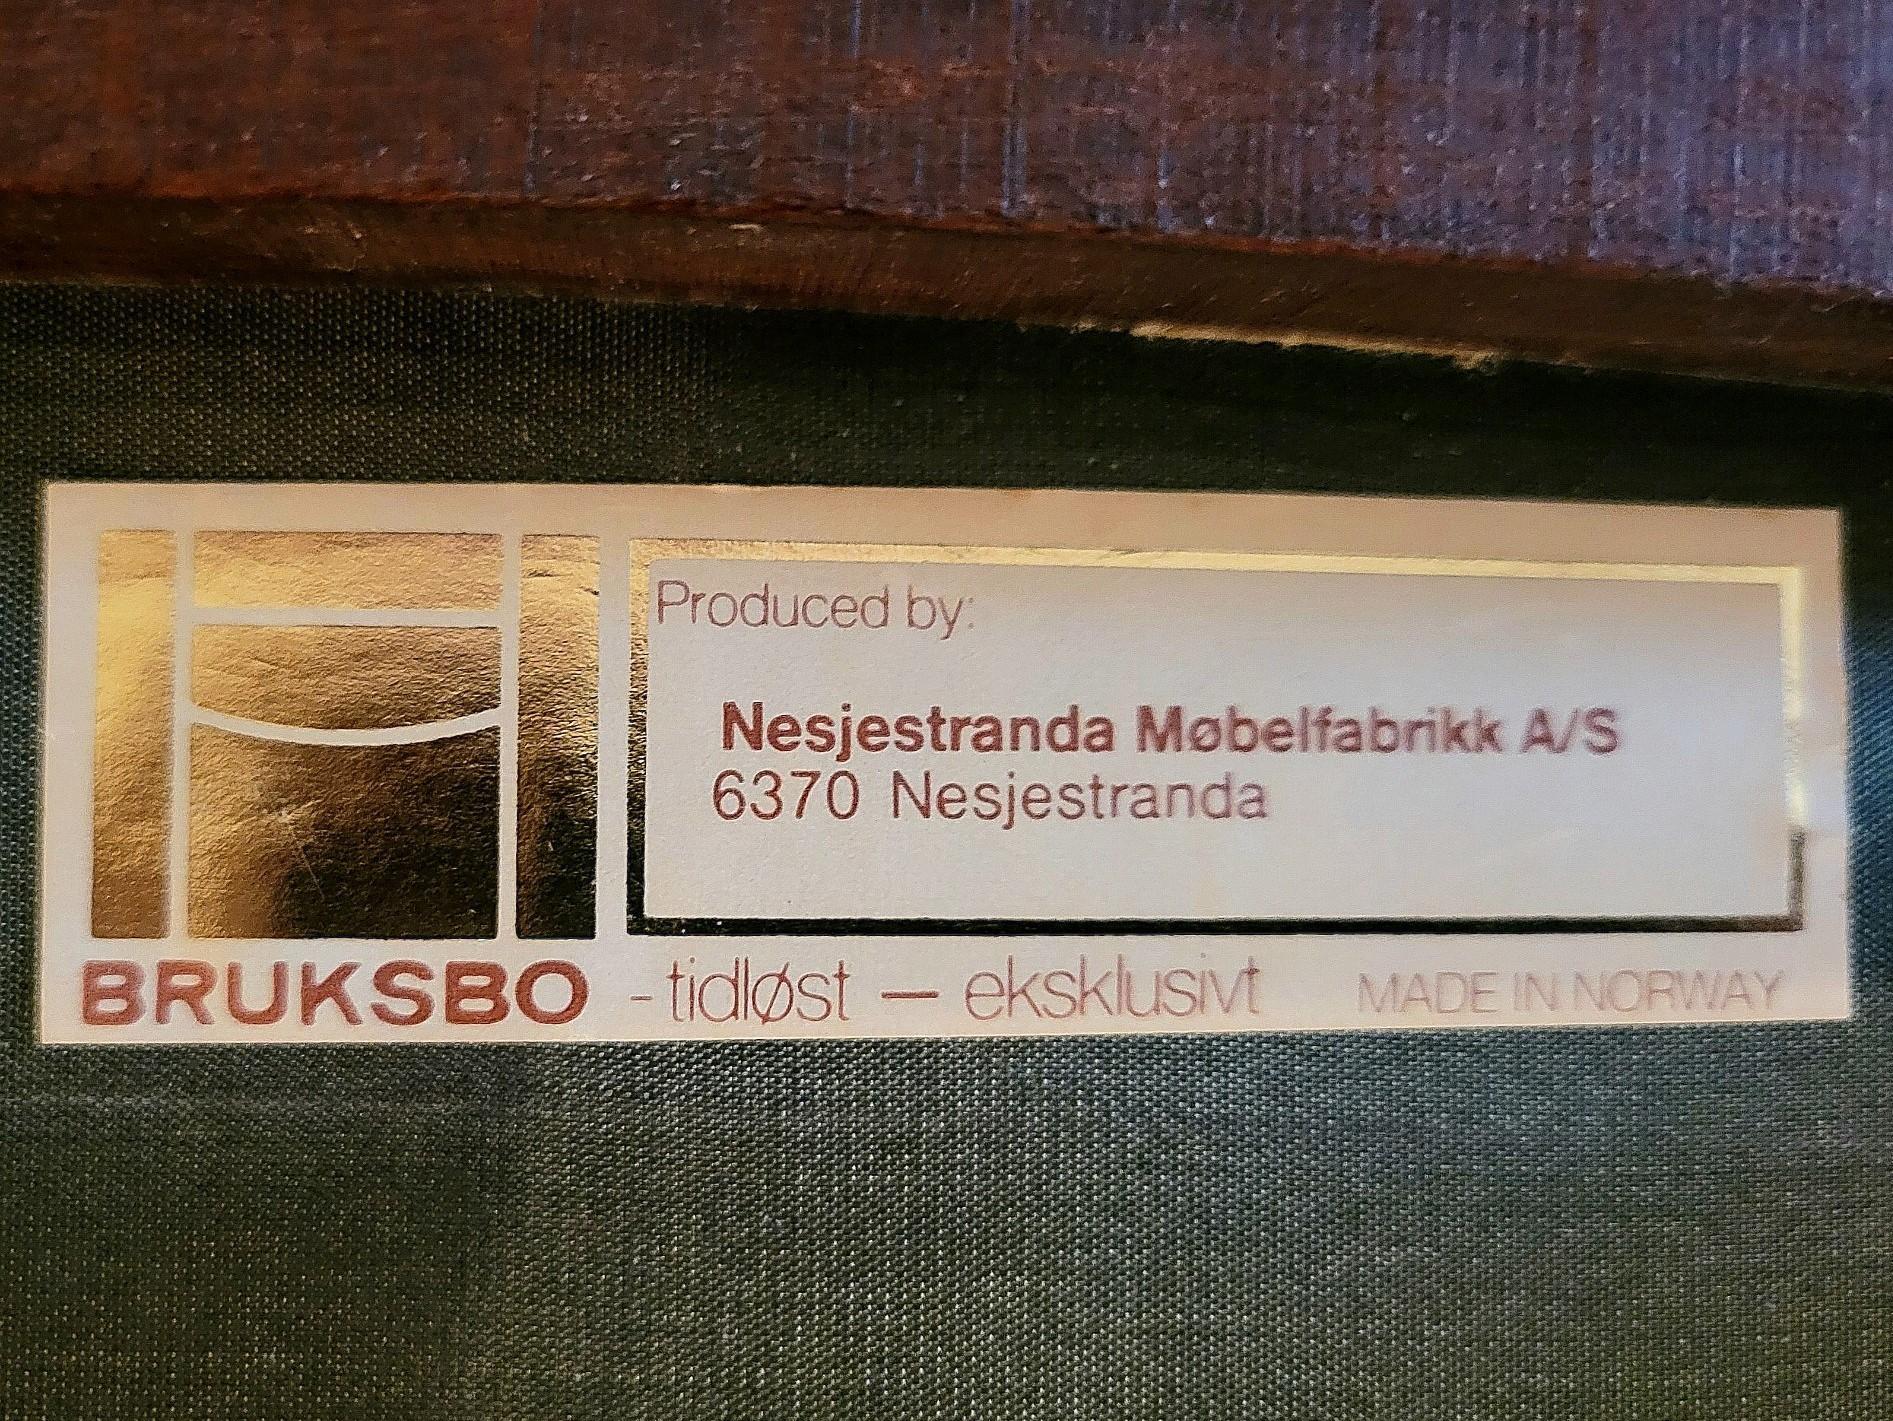 Produced by:
Nesjestranda Møbelfabrikk A/S
6370 Nesjestranda
BRUKSBO - tidløst — eksklusivt MADE IN NORWAY